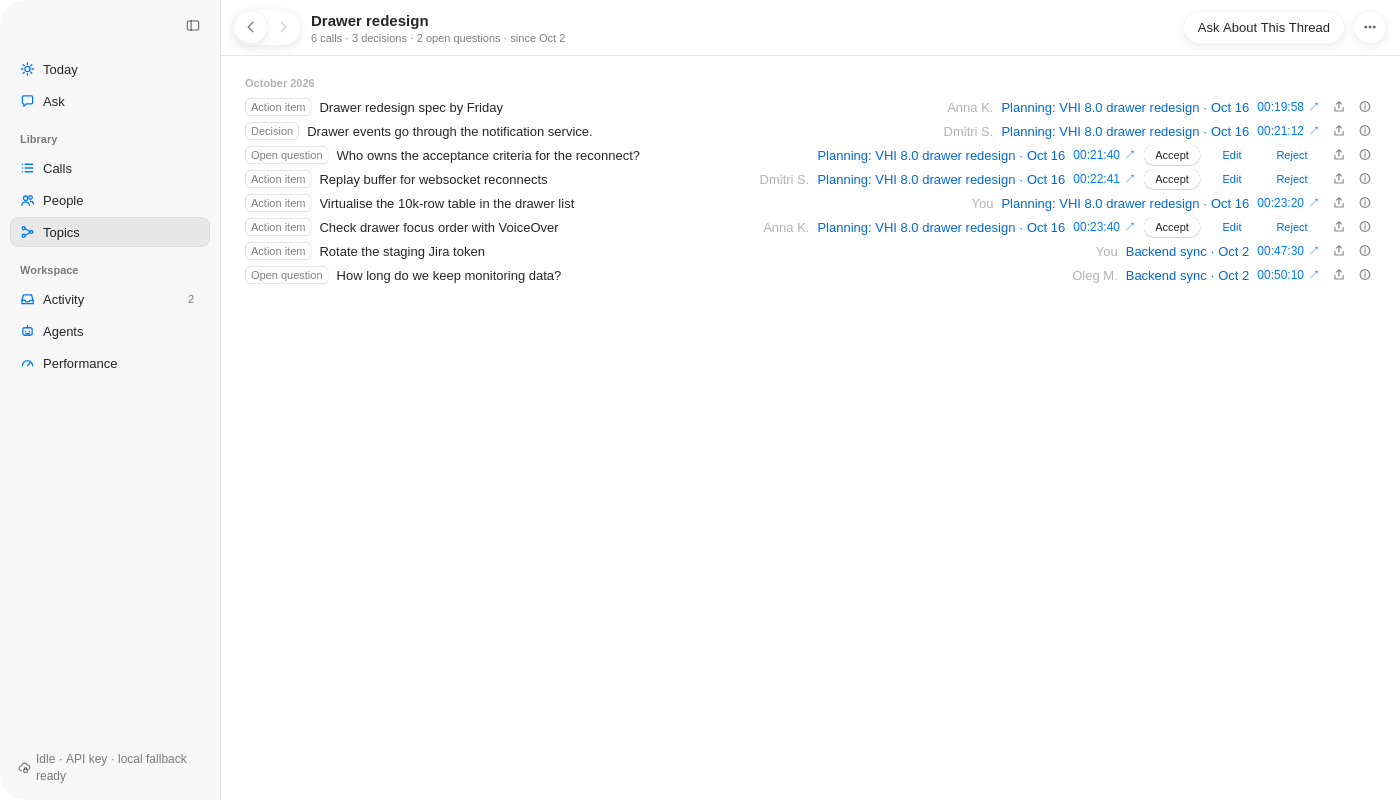 Today
Ask
Library
Calls
People
Topics
Workspace
Activity 2
Agents
Performance
Idle · API key · local fallback
ready
Drawer redesign
6 calls · 3 decisions · 2 open questions · since Oct 2
Ask About This Thread
October 2026
Action item Drawer redesign spec by Friday Anna K. Planning: VHI 8.0 drawer redesign · Oct 16 00:19:58
Decision Drawer events go through the notification service. Dmitri S. Planning: VHI 8.0 drawer redesign · Oct 16 00:21:12
Open question Who owns the acceptance criteria for the reconnect? Planning: VHI 8.0 drawer redesign · Oct 16 00:21:40 Accept Edit Reject
Action item Replay buffer for websocket reconnects Dmitri S. Planning: VHI 8.0 drawer redesign · Oct 16 00:22:41 Accept Edit Reject
Action item Virtualise the 10k-row table in the drawer list You Planning: VHI 8.0 drawer redesign · Oct 16 00:23:20
Action item Check drawer focus order with VoiceOver Anna K. Planning: VHI 8.0 drawer redesign · Oct 16 00:23:40 Accept Edit Reject
Action item Rotate the staging Jira token You Backend sync · Oct 2 00:47:30
Open question How long do we keep monitoring data? Oleg M. Backend sync · Oct 2 00:50:10